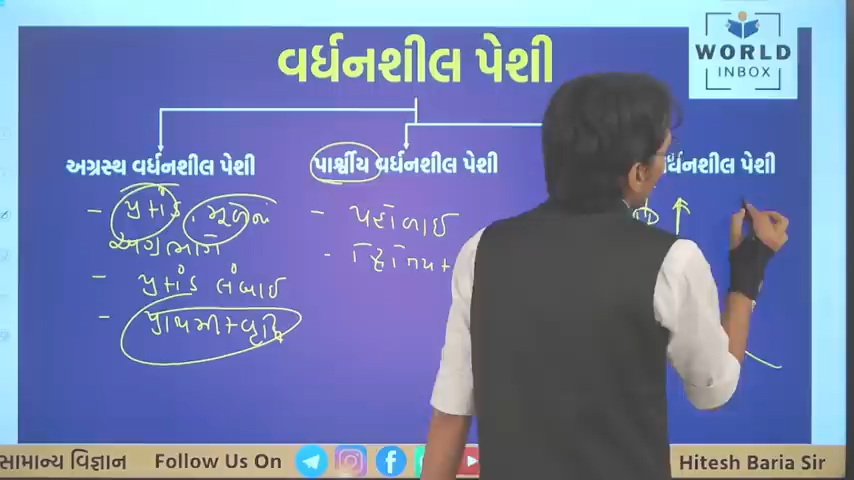 વર્ધનશીલ પેશી
WORLD
INBOX
અગ્રસ્થ વર્ધનશીલ પેશી
પાર્શ્વીય વર્ધનશીલ પેશી
ર્ધનશીલ પેશી
- પ્રકાંડ, મૂળના
અગ્રભાગ
- પ્રકાંડ લંબાઈ
-
- પહોળાઈ
-
સામાન્ય વિજ્ઞાન Follow Us On
Hitesh Baria Sir